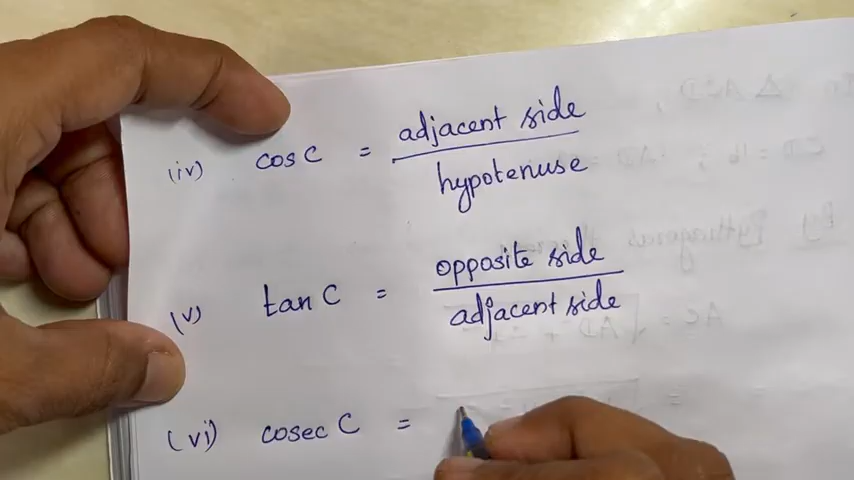 (iv) cos C = adjacent side
hypotenuse
(v) tan C = opposite side
adjacent side
(vi) cosec C =